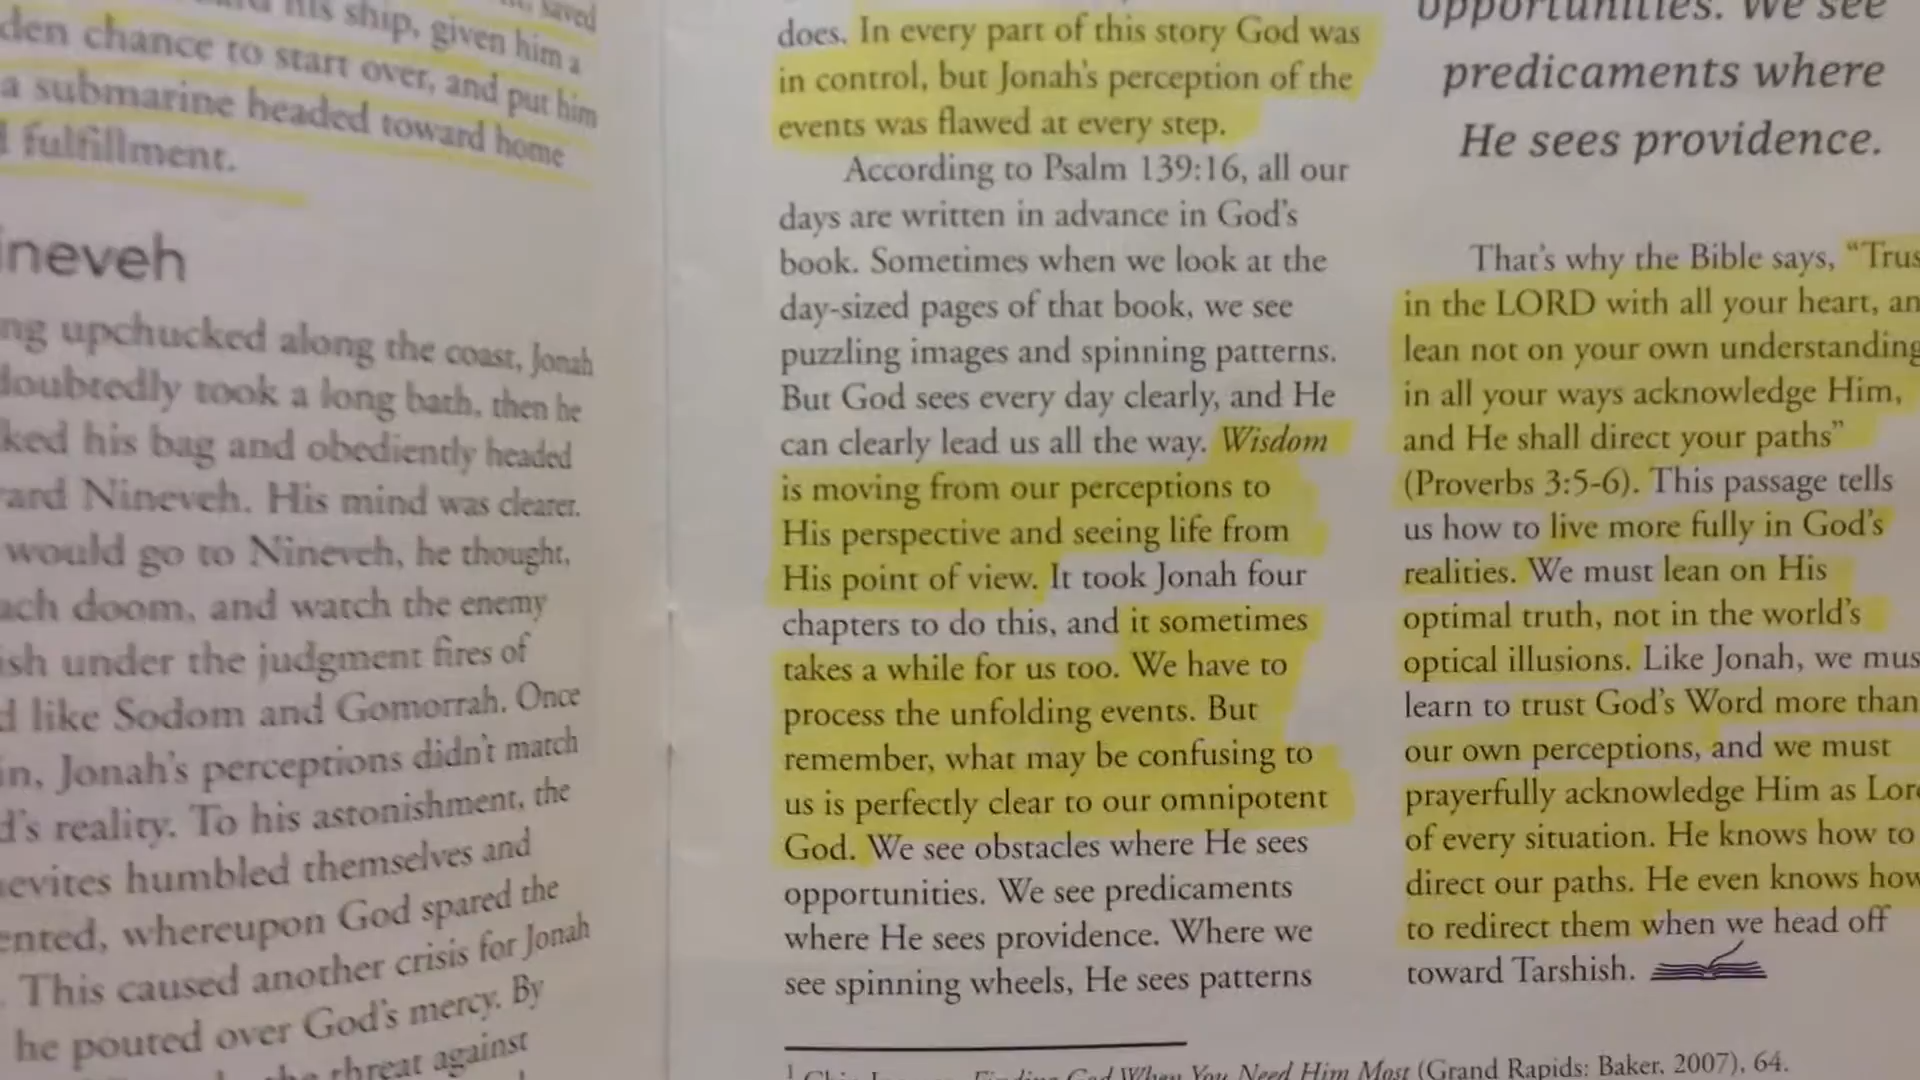 his ship, given him a
den chance to start over, and put him
a submarine headed toward home
fulfillment.
ineveh
ng upchucked along the coast, Jonah
doubtedly took a long bath, then he
ked his bag and obediently headed
ard Nineveh. His mind was clearer.
would go to Nineveh, he thought,
ach doom, and watch the enemy
ish under the judgment fires of
d like Sodom and Gomorrah. Once
in, Jonah's perceptions didn't match
d's reality. To his astonishment, the
evites humbled themselves and
ented, whereupon God spared the
. This caused another crisis for Jonah
he pouted over God's mercy. By
threat against
does. In every part of this story God was
in control, but Jonah's perception of the
events was flawed at every step.
According to Psalm 139:16, all our
days are written in advance in God's
book. Sometimes when we look at the
day-sized pages of that book, we see
puzzling images and spinning patterns.
But God sees every day clearly, and He
can clearly lead us all the way. Wisdom
is moving from our perceptions to
His perspective and seeing life from
His point of view. It took Jonah four
chapters to do this, and it sometimes
takes a while for us too. We have to
process the unfolding events. But
remember, what may be confusing to
us is perfectly clear to our omnipotent
God. We see obstacles where He sees
opportunities. We see predicaments
where He sees providence. Where we
see spinning wheels, He sees patterns
opportunities. We see
predicaments where
He sees providence.
That's why the Bible says, "Trus
in the LORD with all your heart, an
lean not on your own understanding
in all your ways acknowledge Him,
and He shall direct your paths"
(Proverbs 3:5-6). This passage tells
us how to live more fully in God's
realities. We must lean on His
optimal truth, not in the world's
optical illusions. Like Jonah, we mus
learn to trust God's Word more than
our own perceptions, and we must
prayerfully acknowledge Him as Lor
of every situation. He knows how to
direct our paths. He even knows how
to redirect them when we head off
toward Tarshish.
Finding God When You Need Him Most (Grand Rapids: Baker, 2007), 64.